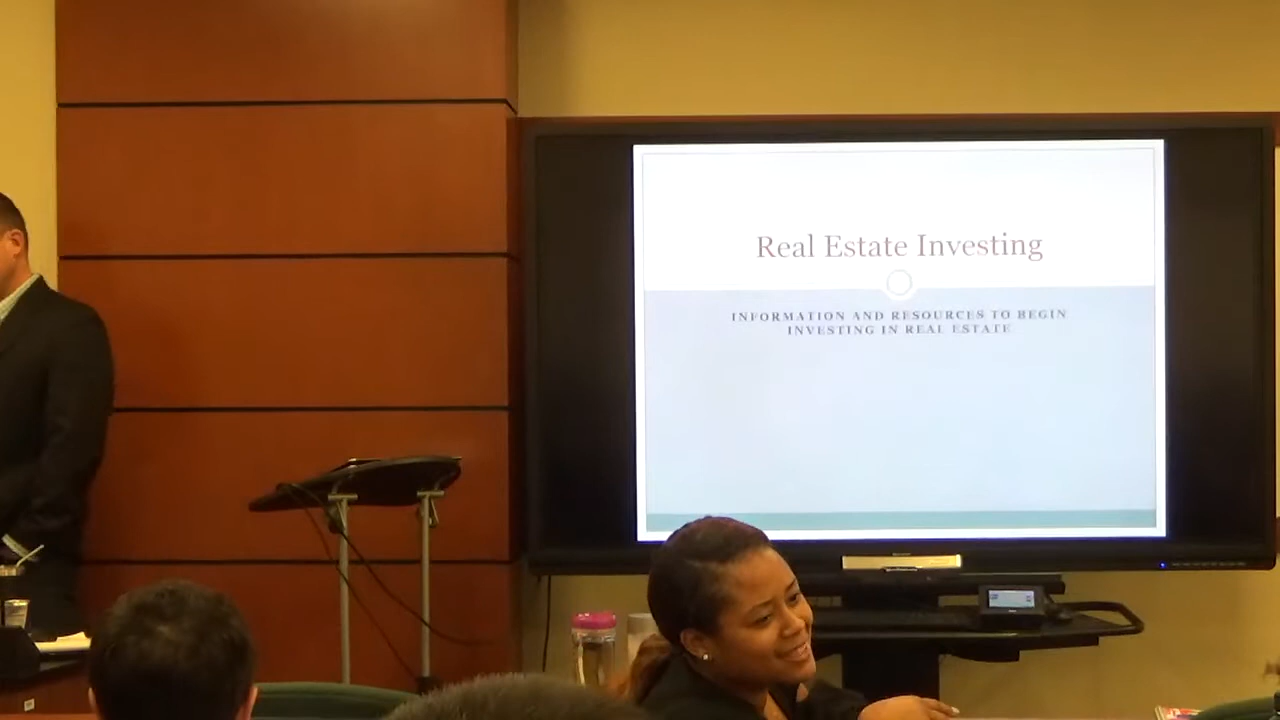 Real Estate Investing
INFORMATION AND RESOURCES TO BEGIN
INVESTING IN REAL ESTATE